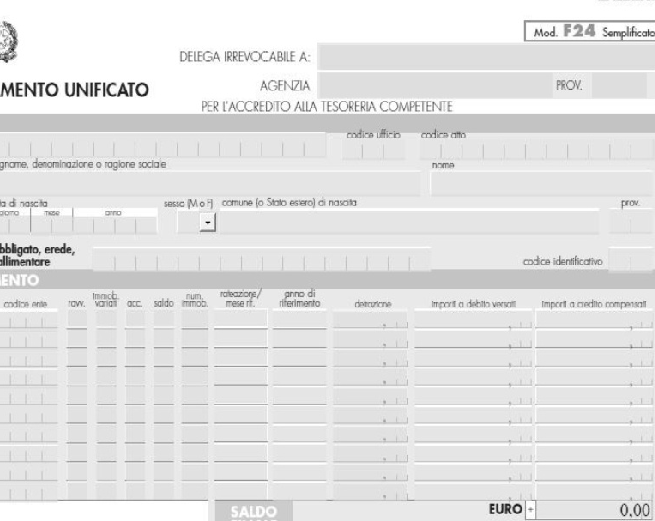 Mod. F24 Semplificato
DELEGA IRREVOCABILE A:
MENTO UNIFICATO
AGENZIA PROV.
PER L'ACCREDITO ALLA TESORERIA COMPETENTE
codice ufficio codice atto
gnome, denominazione o ragione sociale nome
ta di nascita sesso (M o F) comune (o Stato estero) di nascita prov.
giorno mese anno
bbligato, erede,
allimentare codice identificativo
MENTO
codice ente ravv. immob. variati acc. saldo num. immob. rateazione/ mese rif. anno di riferimento detrazione importi a debito versati importi a credito compensati
SALDO EURO + 0,00